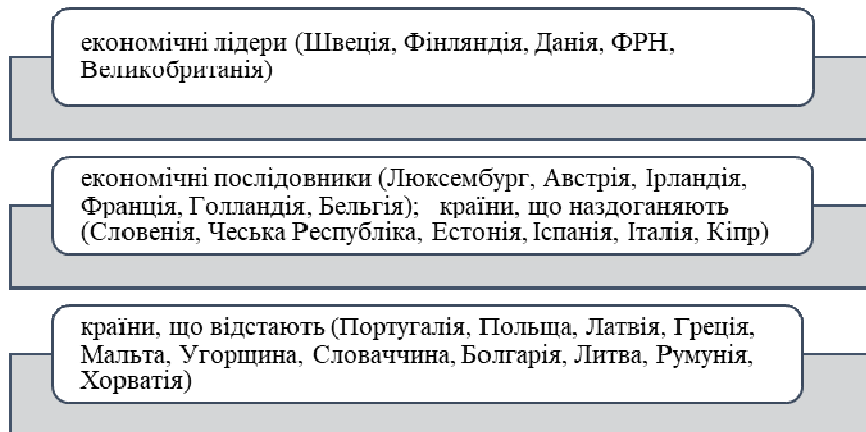 економічні лідери (Швеція, Фінляндія, Данія, ФРН,
Великобританія)
економічні послідовники (Люксембург, Австрія, Ірландія,
Франція, Голландія, Бельгія); країни, що наздоганяють
(Словенія, Чеська Республіка, Естонія, Іспанія, Італія, Кіпр)
країни, що відстають (Португалія, Польща, Латвія, Греція,
Мальта, Угорщина, Словаччина, Болгарія, Литва, Румунія,
Хорватія)